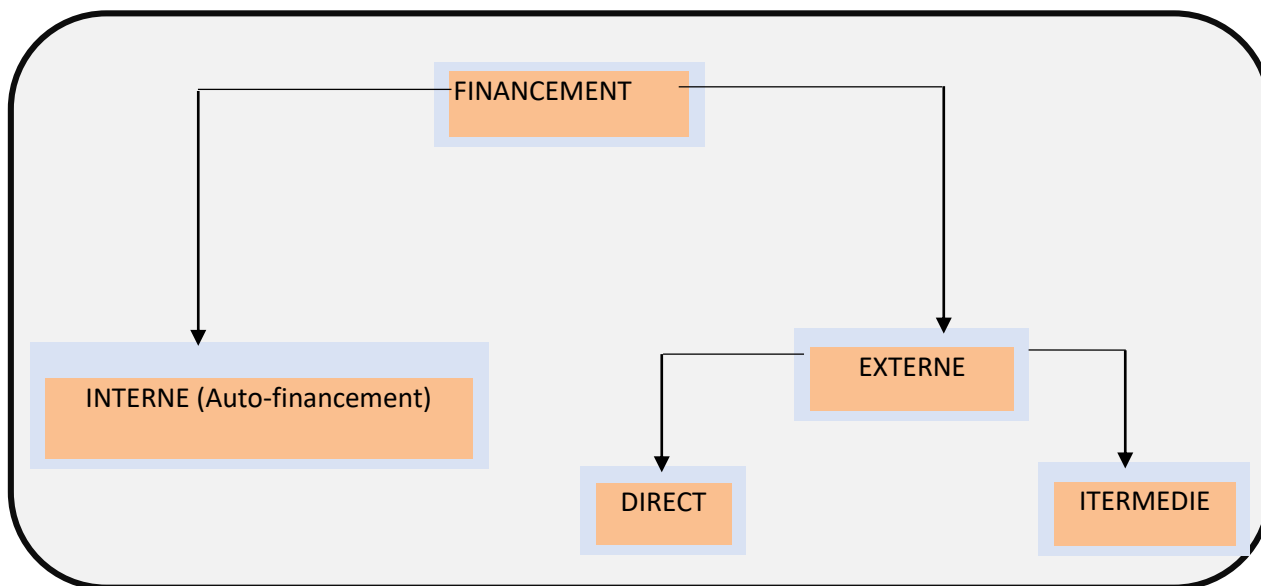 FINANCEMENT
INTERNE (Auto-financement)
EXTERNE
DIRECT
ITERMEDIE